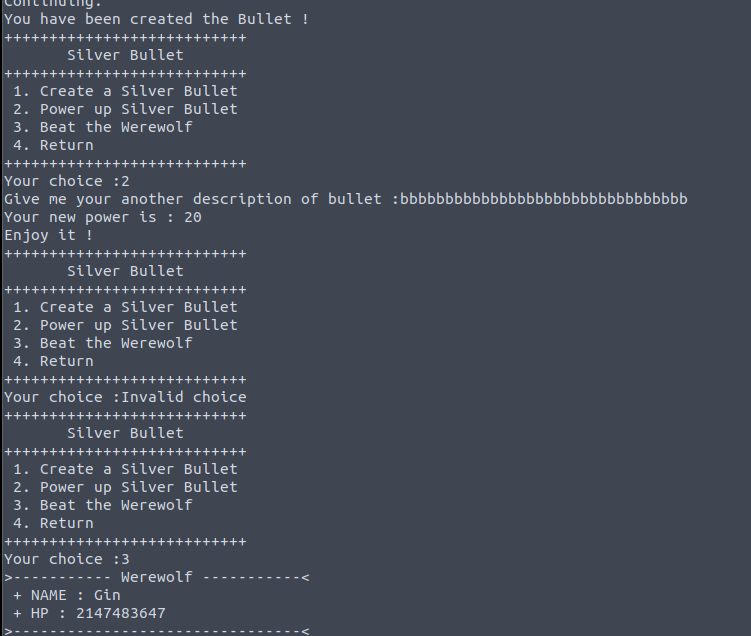 Continuing.
You have been created the Bullet !
+++++++++++++++++++++++++++
Silver Bullet
+++++++++++++++++++++++++++
1. Create a Silver Bullet
2. Power up Silver Bullet
3. Beat the Werewolf
4. Return
+++++++++++++++++++++++++++
Your choice :2
Give me your another description of bullet :bbbbbbbbbbbbbbbbbbbbbbbbbbbbbbbb
Your new power is : 20
Enjoy it !
+++++++++++++++++++++++++++
Silver Bullet
+++++++++++++++++++++++++++
1. Create a Silver Bullet
2. Power up Silver Bullet
3. Beat the Werewolf
4. Return
+++++++++++++++++++++++++++
Your choice :Invalid choice
+++++++++++++++++++++++++++
Silver Bullet
+++++++++++++++++++++++++++
1. Create a Silver Bullet
2. Power up Silver Bullet
3. Beat the Werewolf
4. Return
+++++++++++++++++++++++++++
Your choice :3
>----------- Werewolf -----------<
+ NAME : Gin
+ HP : 2147483647
>--------------------------------<